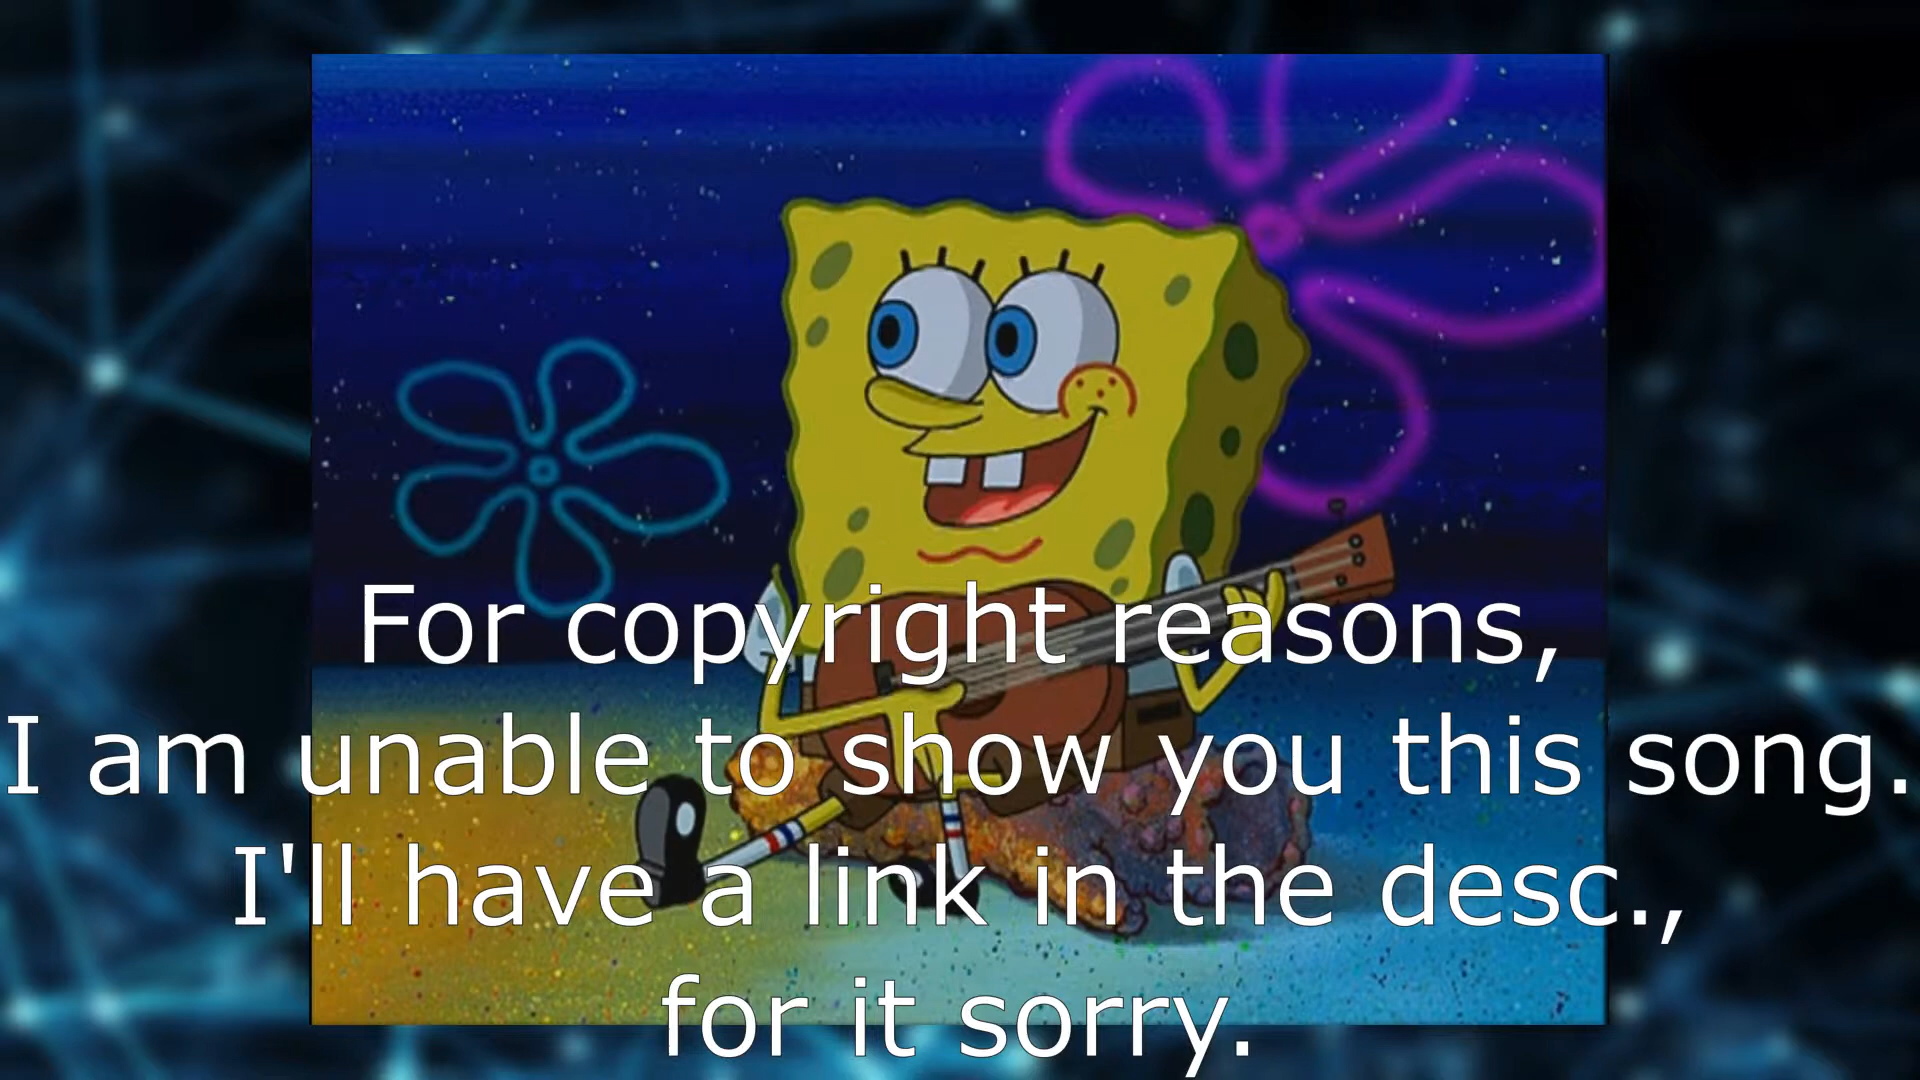 For copyright reasons,
I am unable to show you this song.
I'll have a link in the desc.,
for it sorry.